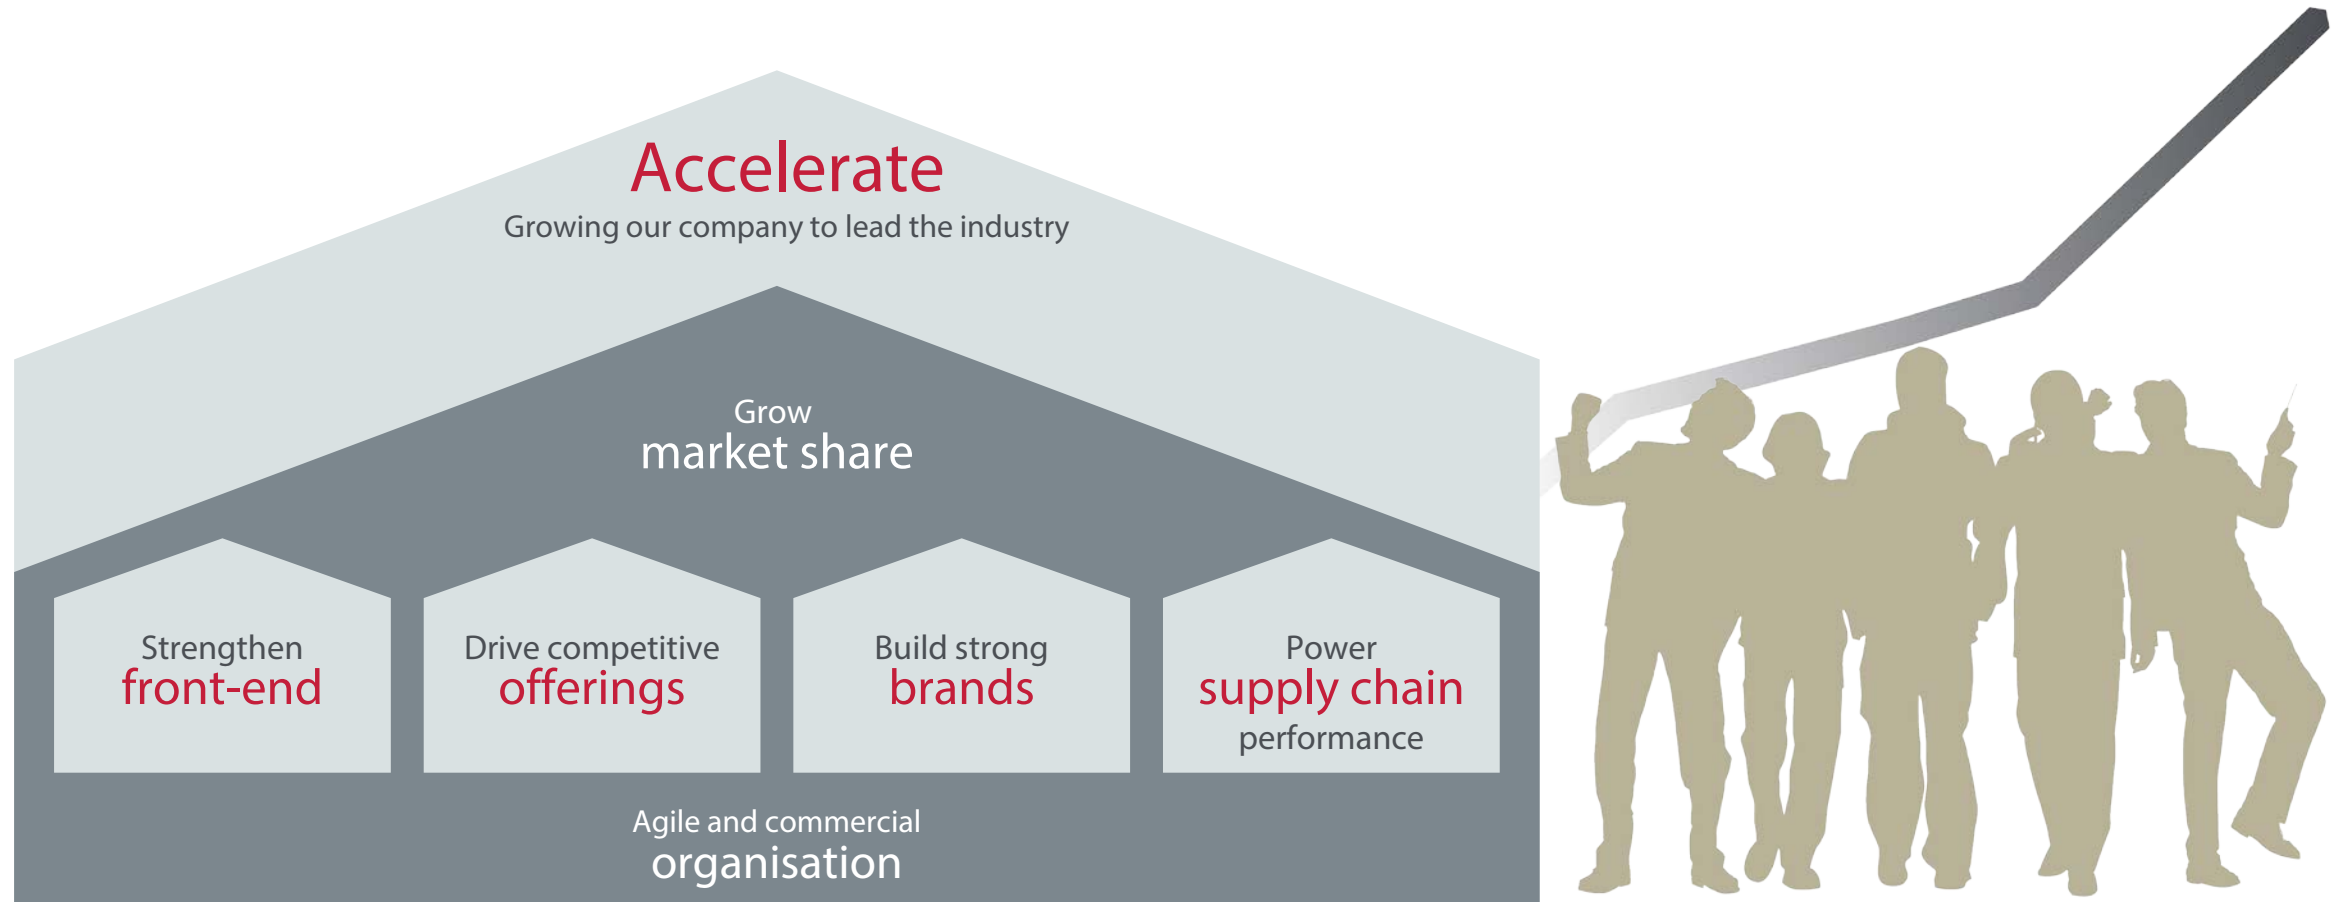 Accelerate
Growing our company to lead the industry
Grow
market share
Strengthen
front-end
Drive competitive
offerings
Build strong
brands
Power
supply chain
performance
Agile and commercial
organisation